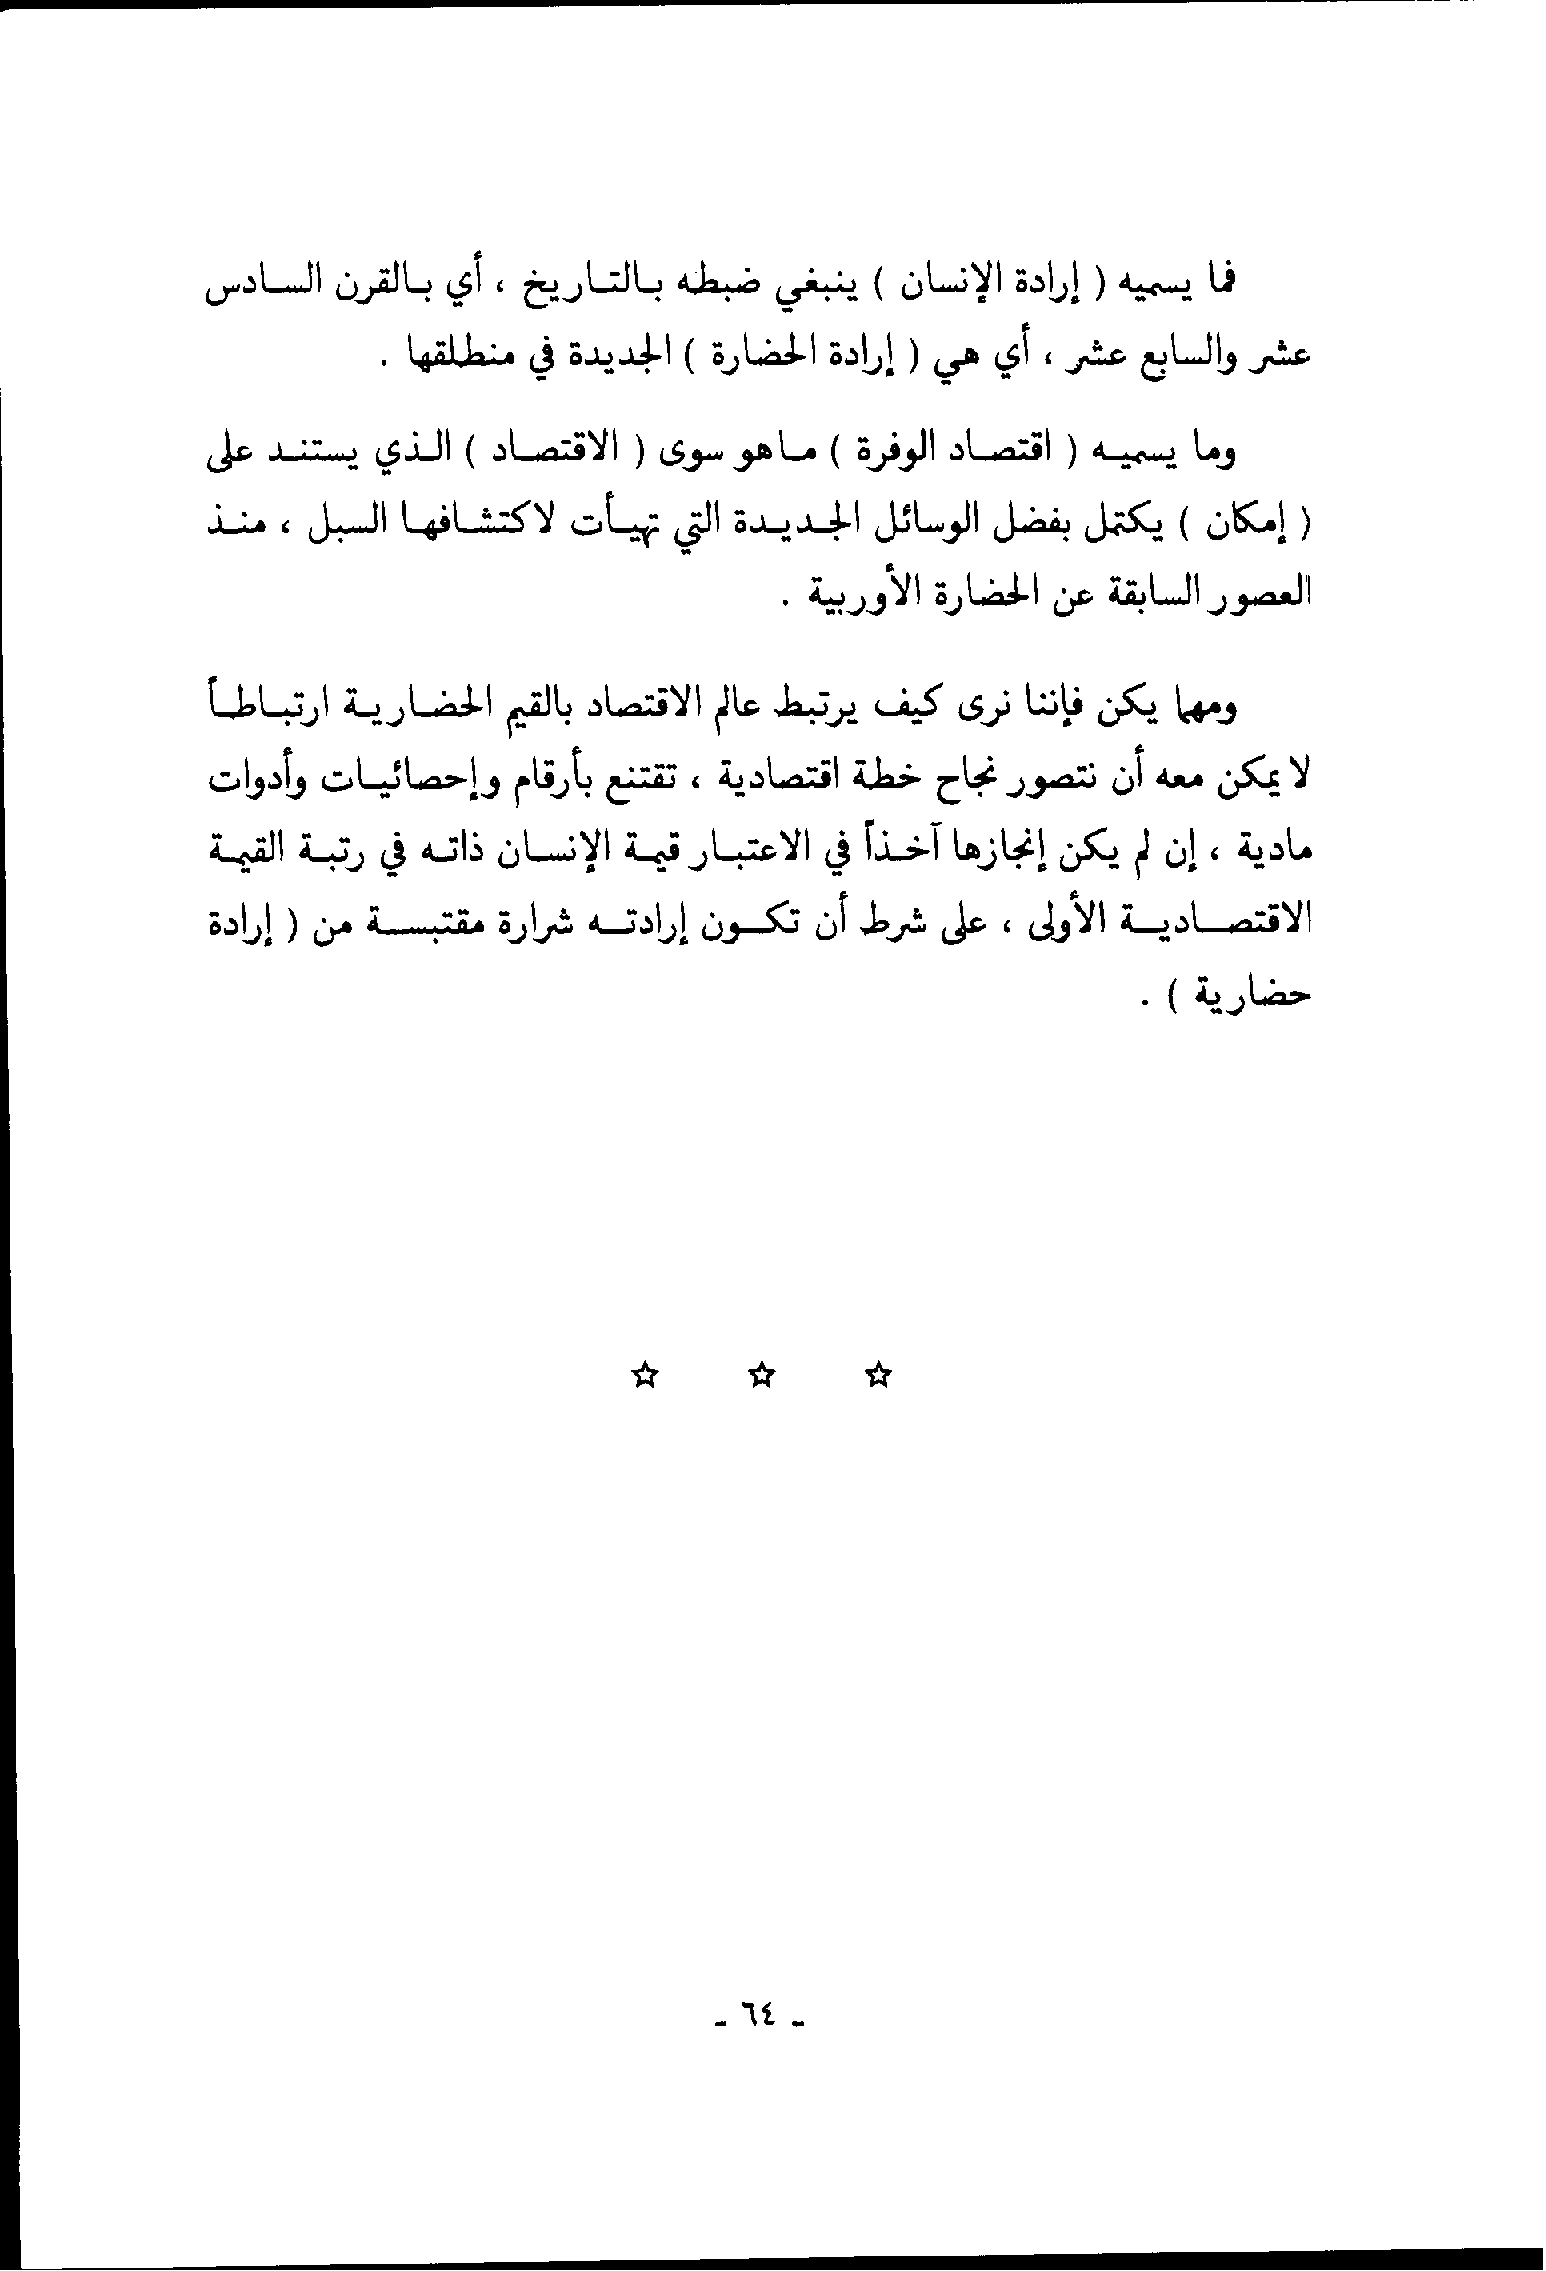 فما يسميه ( إرادة الإنسان ) ينبغي ضبطه بالتاريخ ، أي بالقرن السادس
عشر والسابع عشر ، أي هي ( إرادة الحضارة ) الجديدة في منطلقها .
وما يسميه ( اقتصاد الوفرة ) ماهو سوى ( الاقتصاد ) الذي يستند على
( إمكان ) يكتمل بفضل الوسائل الجديدة التي تهيأت لاكتشافها السبل ، منذ
العصور السابقة عن الحضارة الأوربية .
ومهما يكن فإننا نرى كيف يرتبط عالم الاقتصاد بالقيم الحضارية ارتباطاً
لا يمكن معه أن نتصور نجاح خطة اقتصادية ، تقتنع بأرقام وإحصائيات وأدوات
مادية ، إن لم يكن إنجازها آخذاً في الاعتبار قيمة الإنسان ذاته في رتبة القيمة
الاقتصادية الأولى ، على شرط أن تكون إرادته شرارة مقتبسة من ( إرادة
حضارية ) .
☆ ☆ ☆
- ٦٤ -